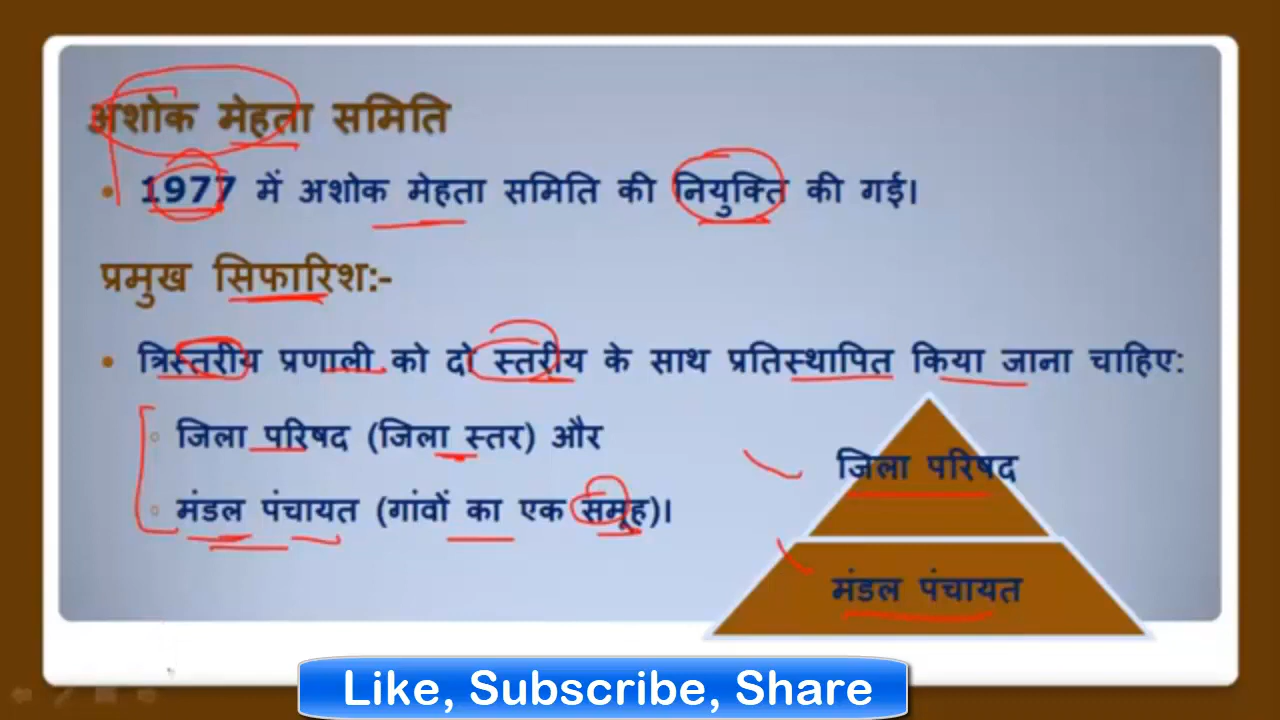 अशोक मेहता समिति
• 1977 में अशोक मेहता समिति की नियुक्ति की गई।
प्रमुख सिफारिश:-
• त्रिस्तरीय प्रणाली को दो स्तरीय के साथ प्रतिस्थापित किया जाना चाहिए:
○ जिला परिषद (जिला स्तर) और
○ मंडल पंचायत (गांवों का एक समूह)।
जिला परिषद
मंडल पंचायत
Like, Subscribe, Share